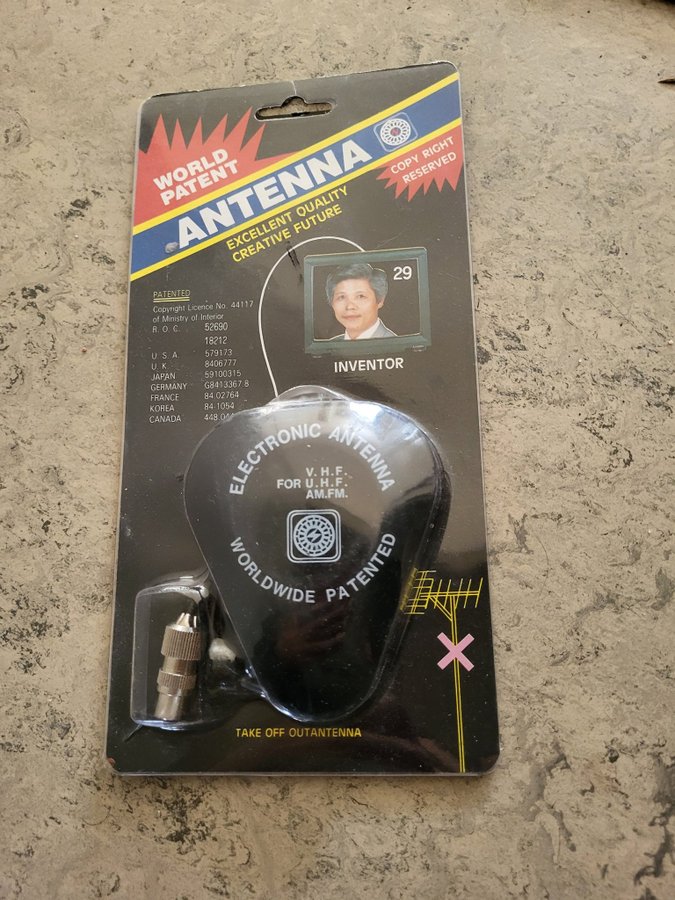 WORLD
PATENT
ANTENNA
COPY RIGHT
RESERVED
EXCELLENT QUALITY
CREATIVE FUTURE
29
INVENTOR
PATENTED
Copyright Licence No. 44117
of Ministry of Interior
R. O. C. 52690
18212
U. S. A. 579173
U. K. 8406777
JAPAN 59100315
GERMANY G8413367.8
FRANCE 84.02764
KOREA 84.1054
CANADA
ELECTRONIC ANTENNA
V.H.F.
FOR U.H.F.
AM.FM.
WORLDWIDE PATENTED
TAKE OFF OUTANTENNA